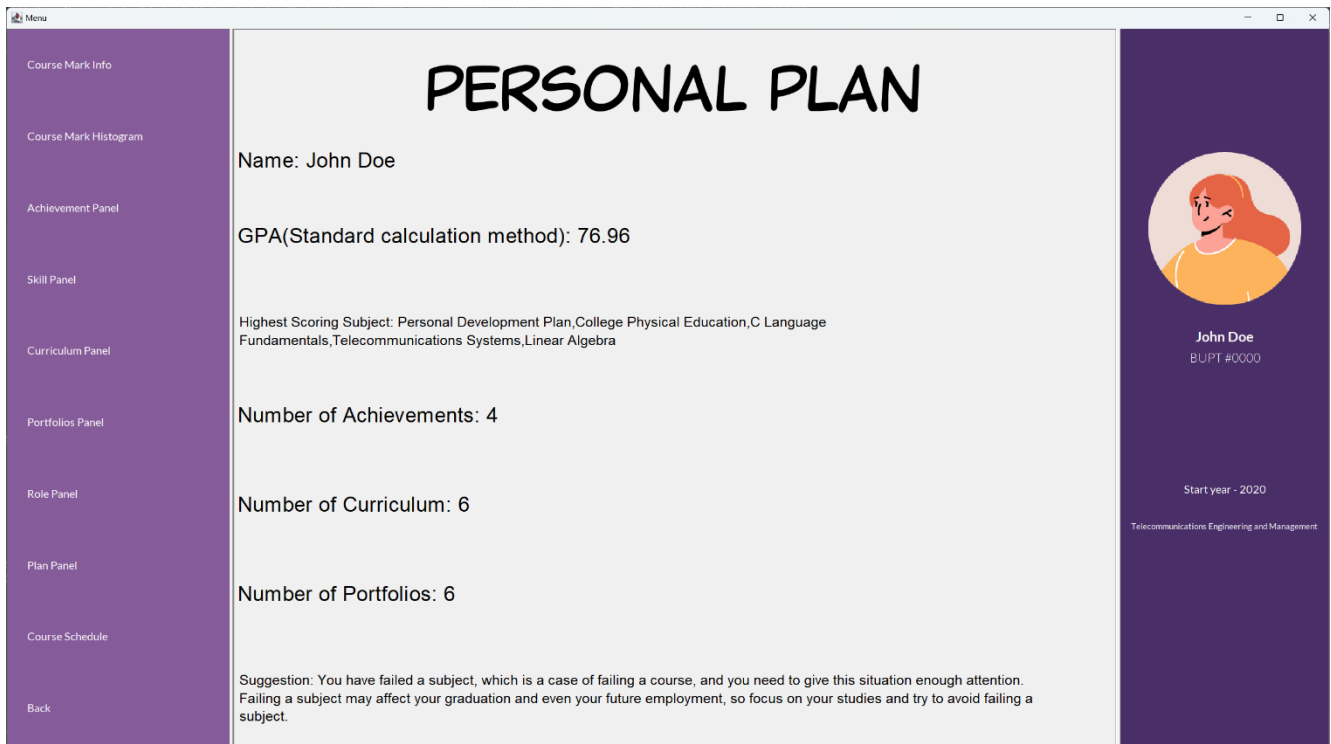 Menu
Course Mark Info
Course Mark Histogram
Achievement Panel
Skill Panel
Curriculum Panel
Portfolios Panel
Role Panel
Plan Panel
Course Schedule
Back
PERSONAL PLAN
Name: John Doe
GPA(Standard calculation method): 76.96
Highest Scoring Subject: Personal Development Plan,College Physical Education,C Language
Fundamentals,Telecommunications Systems,Linear Algebra
Number of Achievements: 4
Number of Curriculum: 6
Number of Portfolios: 6
Suggestion: You have failed a subject, which is a case of failing a course, and you need to give this situation enough attention.
Failing a subject may affect your graduation and even your future employment, so focus on your studies and try to avoid failing a
subject.
John Doe
BUPT #0000
Start year - 2020
Telecommunications Engineering and Management